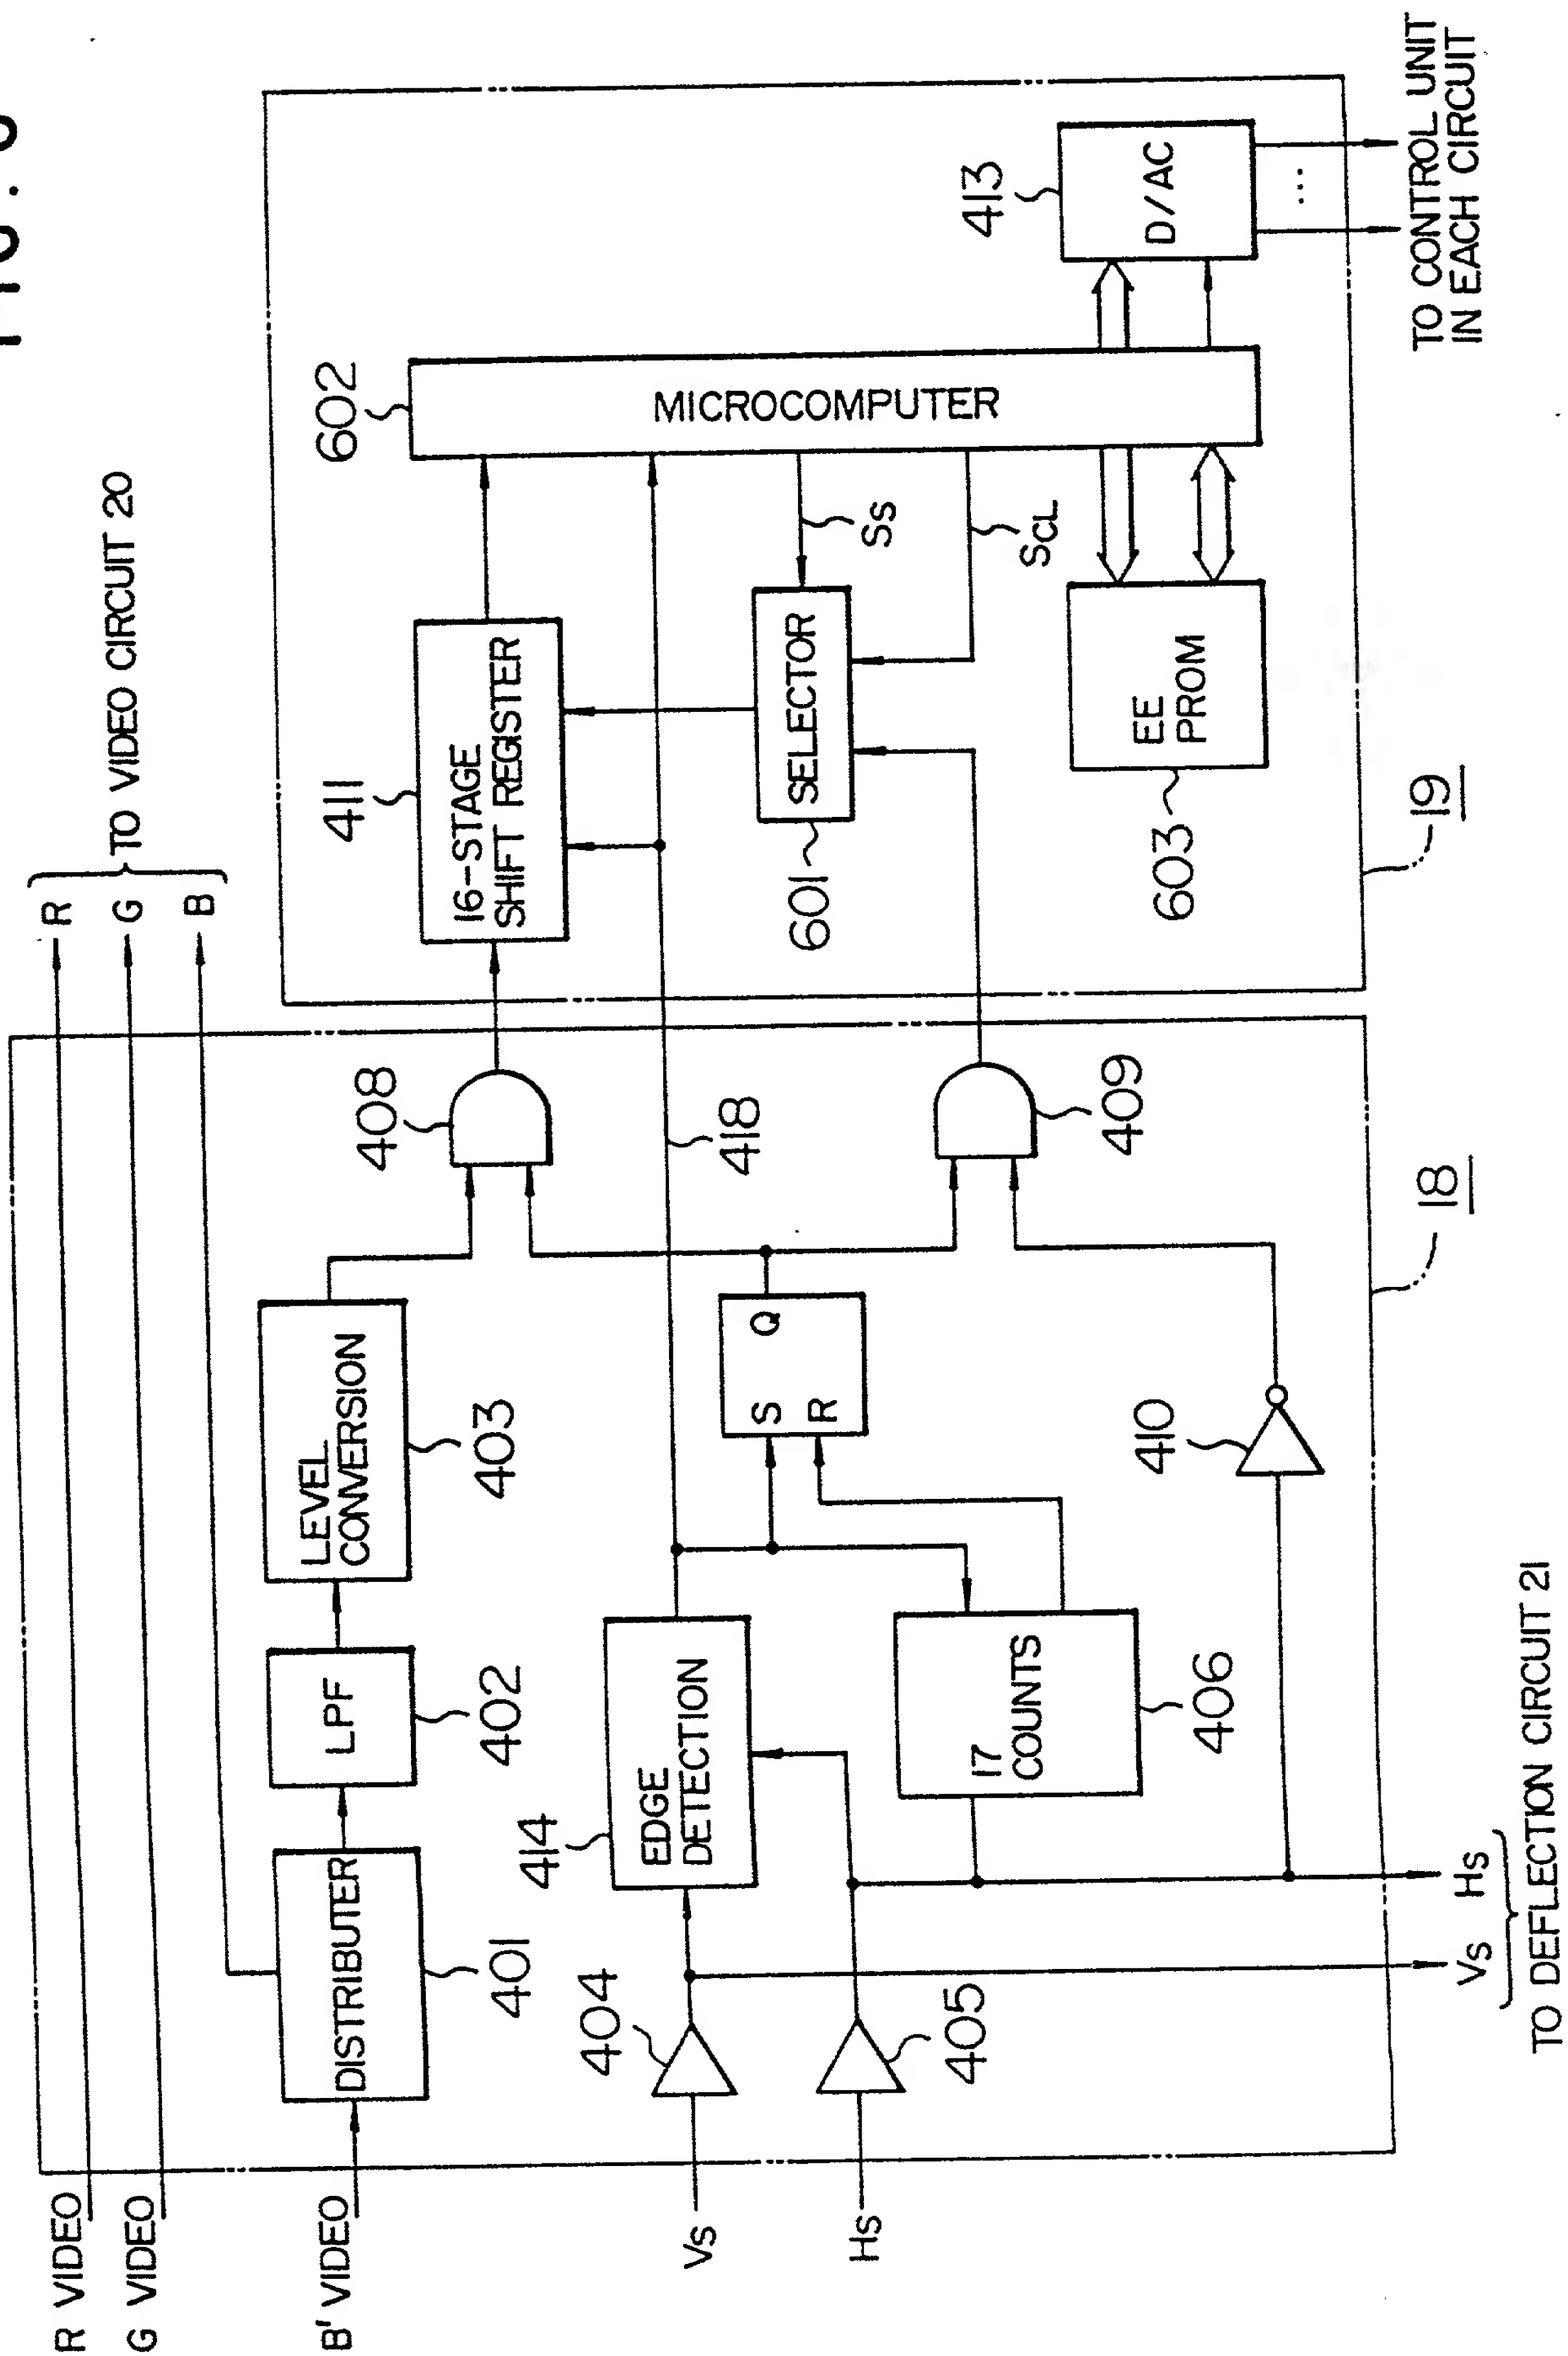 R VIDEO
G VIDEO
B' VIDEO
R
G
B
TO VIDEO CIRCUIT 20
DISTRIBUTER
401
LPF
402
LEVEL
CONVERSION
403
408
411
16-STAGE
SHIFT REGISTER
602
MICROCOMPUTER
413
D/AC
...
TO CONTROL UNIT
IN EACH CIRCUIT
Vs
Hs
404
405
414
EDGE
DETECTION
17
COUNTS
406
S
R
Q
418
410
409
601
SELECTOR
Ss
SCL
603
EE
PROM
18
19
Vs
Hs
TO DEFLECTION CIRCUIT 21